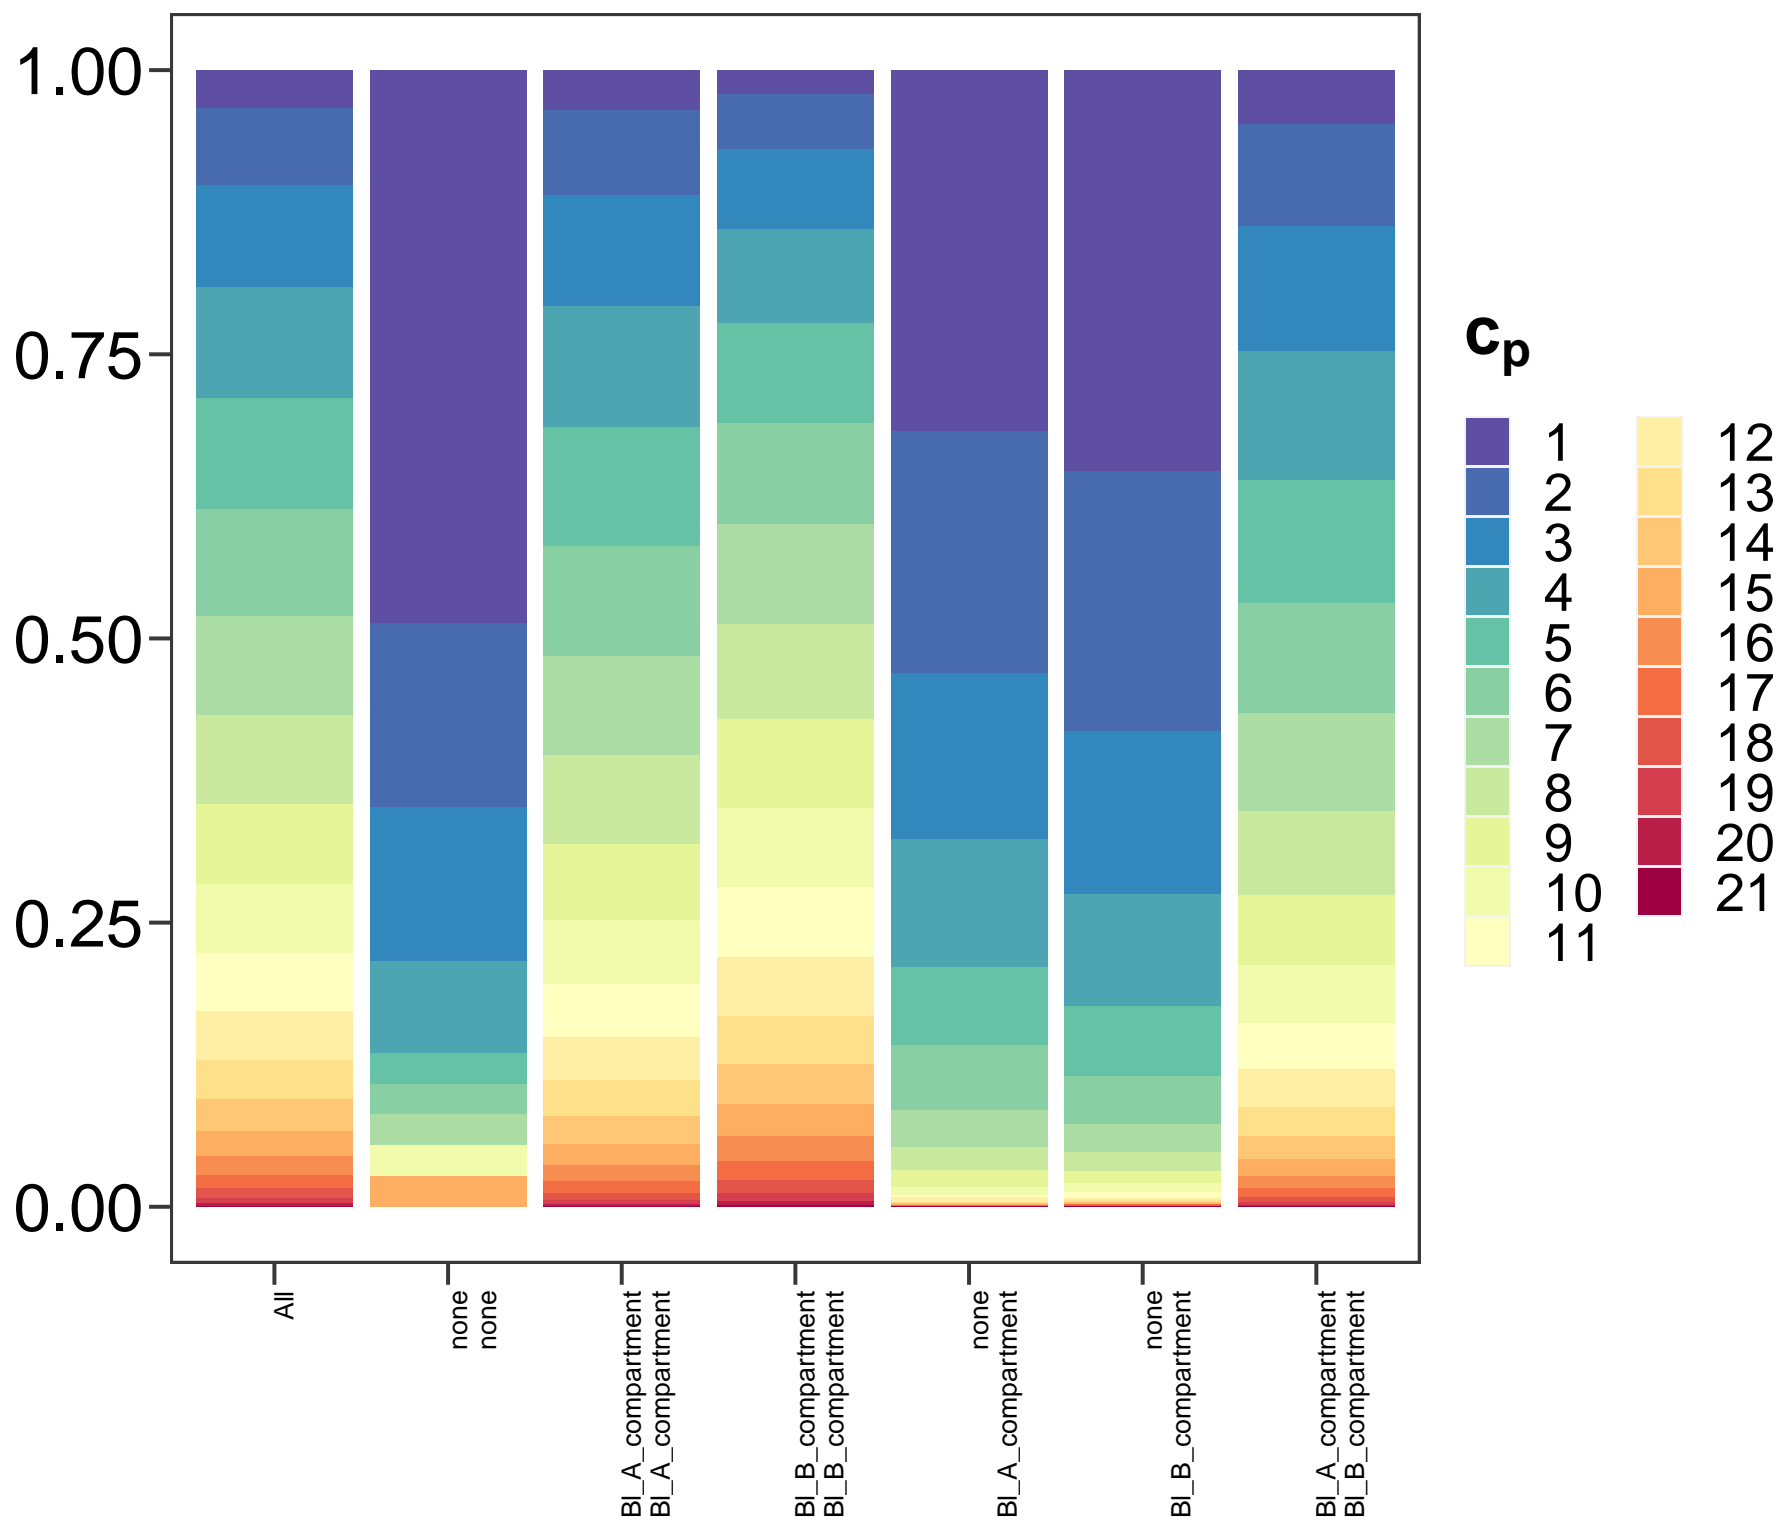 1.00
0.75
0.50
0.25
0.00
All
none
none
BI_A_compartment
BI_A_compartment
BI_B_compartment
BI_B_compartment
none
BI_A_compartment
none
BI_B_compartment
BI_A_compartment
BI_B_compartment
cp
1
2
3
4
5
6
7
8
9
10
11
12
13
14
15
16
17
18
19
20
21